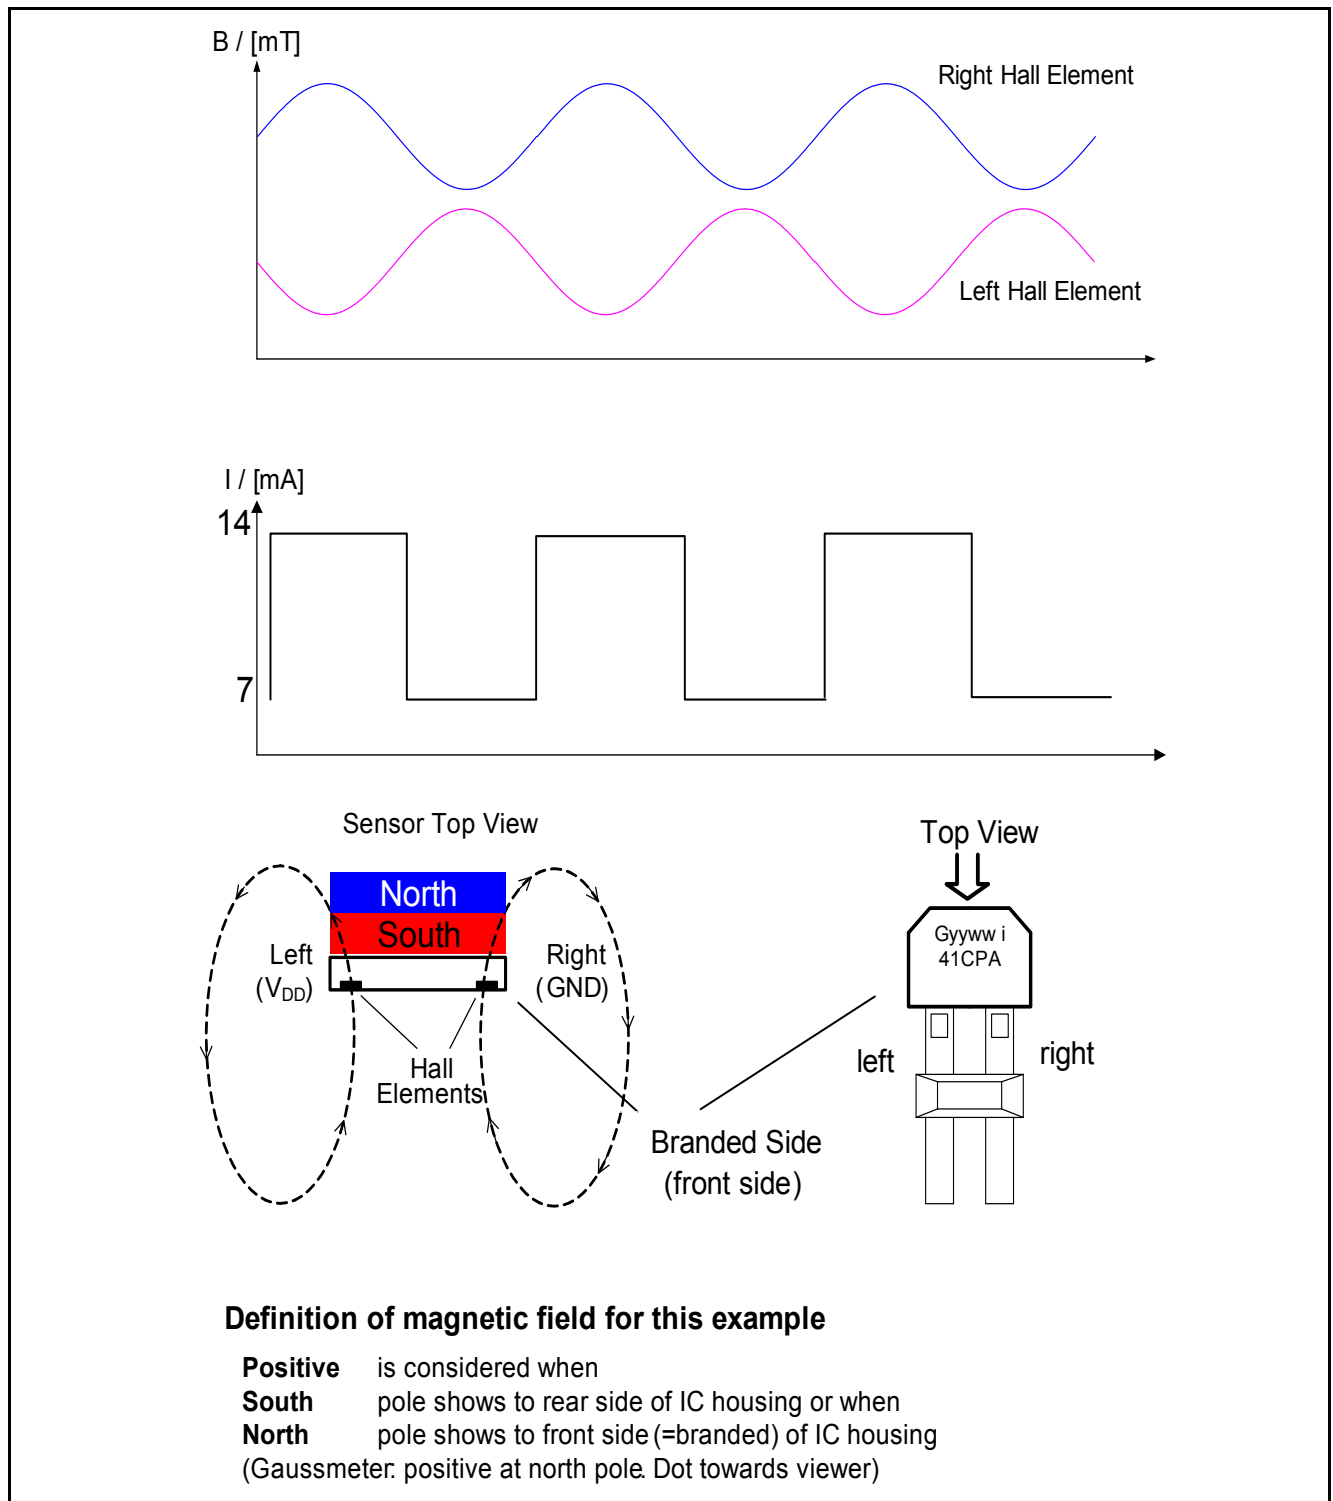 B / [mT]
Right Hall Element
Left Hall Element
I / [mA]
14
7
Sensor Top View
North
South
Left
(VDD)
Right
(GND)
Hall
Elements
Top View
Gyyww i
41CPA
left
right
Branded Side
(front side)
Definition of magnetic field for this example
Positive is considered when
South pole shows to rear side of IC housing or when
North pole shows to front side (=branded) of IC housing
(Gaussmeter: positive at north pole. Dot towards viewer)